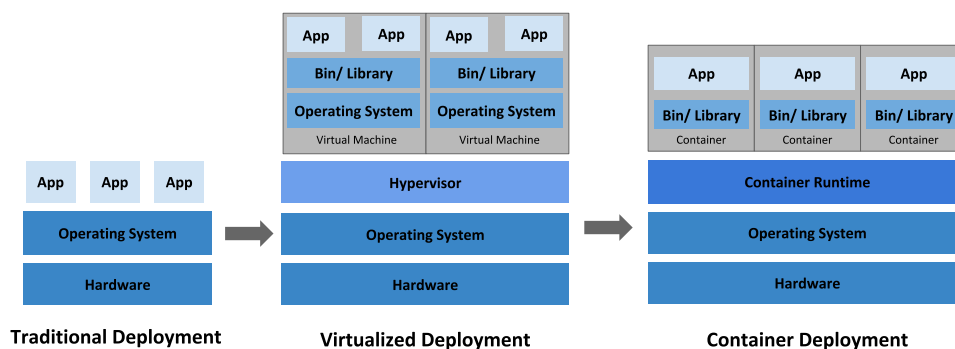 App App App
Operating System
Hardware
Traditional Deployment
App App App App
Bin/ Library Bin/ Library
Operating System Operating System
Virtual Machine Virtual Machine
Hypervisor
Operating System
Hardware
Virtualized Deployment
App App App
Bin/ Library Bin/ Library Bin/ Library
Container Container Container
Container Runtime
Operating System
Hardware
Container Deployment